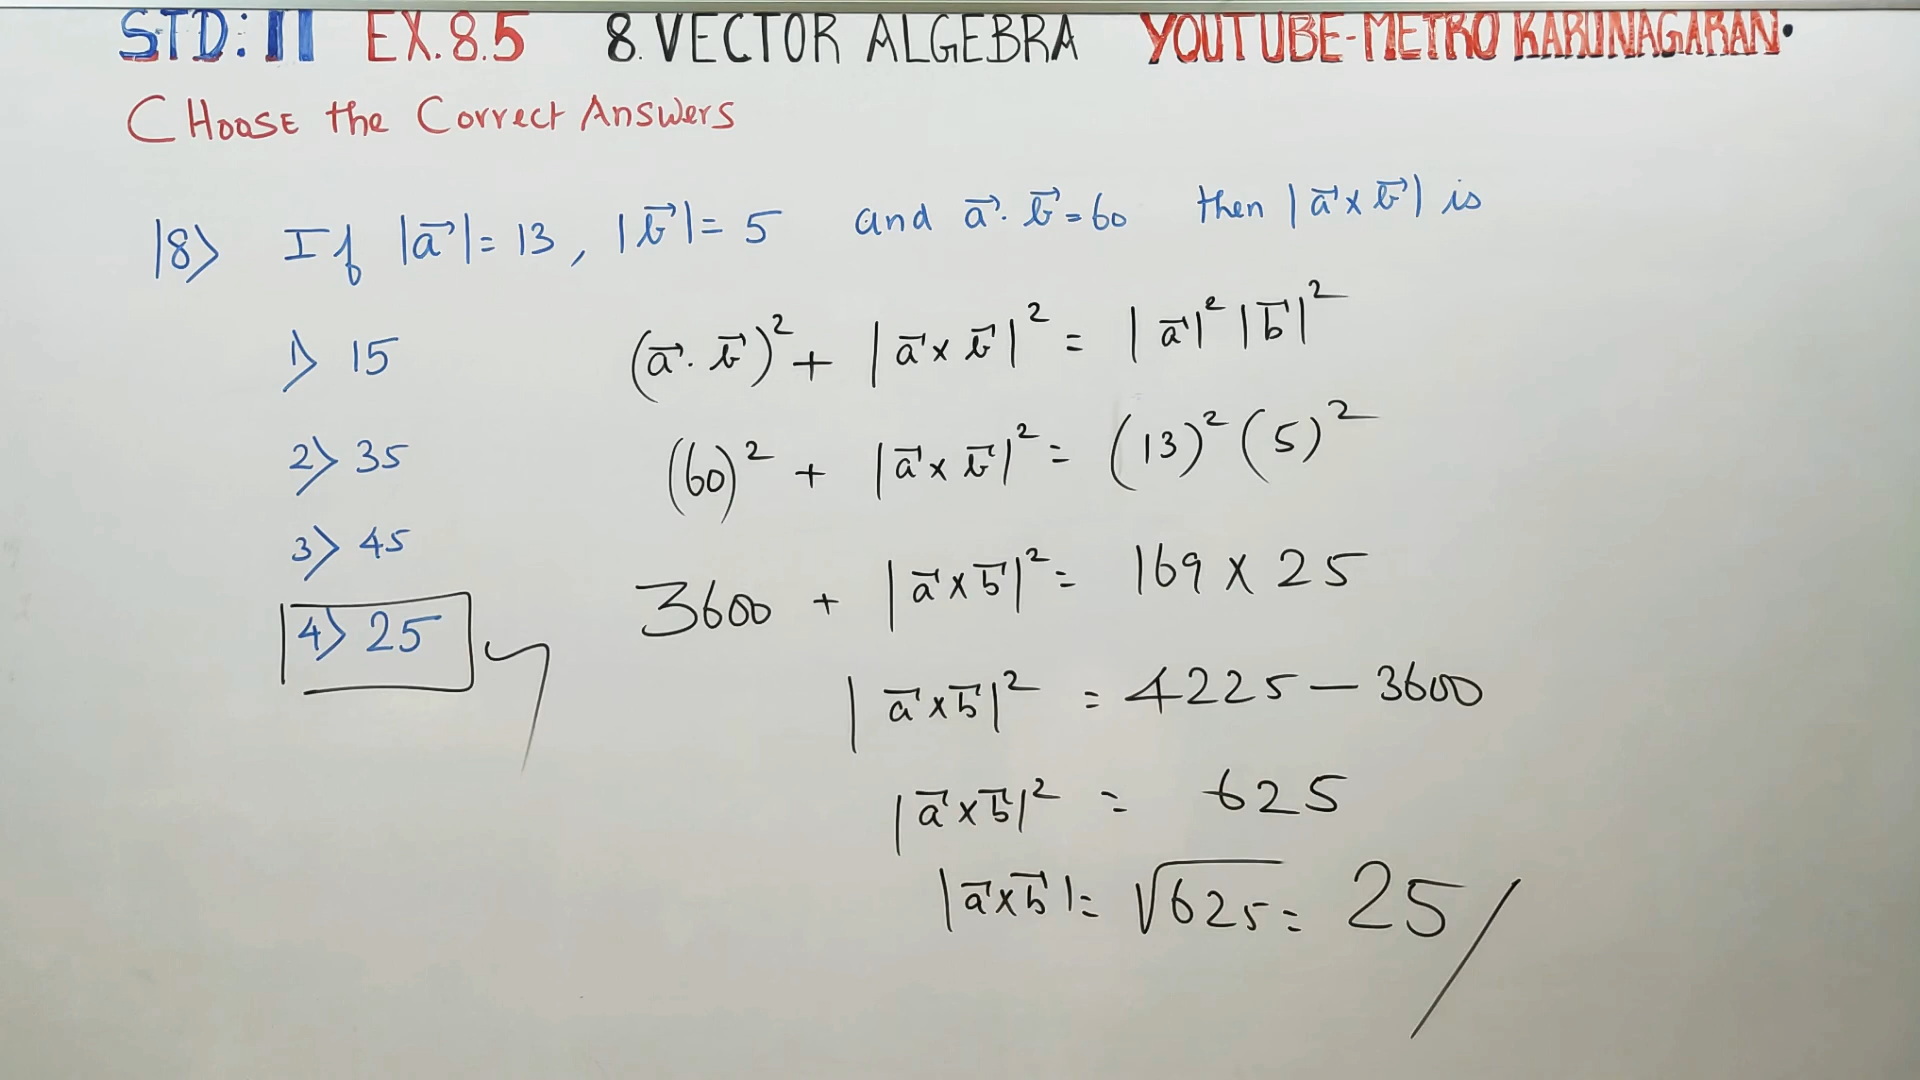 STD: 11 EX.8.5 8. VECTOR ALGEBRA YOUTUBE-METRO KARUNAGARAN.
CHOOSE the Correct Answers
18) If |a⃗| = 13, |b⃗| = 5 and a⃗. b⃗ = 60 then |a⃗ x b⃗| is
1) 15
2) 35
3) 45
4) 25
(a⃗. b⃗)² + |a⃗ x b⃗|² = |a⃗|² |b⃗|²
(60)² + |a⃗ x b⃗|² = (13)² (5)²
3600 + |a⃗ x b⃗|² = 169 x 25
|a⃗ x b⃗|² = 4225 - 3600
|a⃗ x b⃗|² = 625
|a⃗ x b⃗| = √625 = 25/